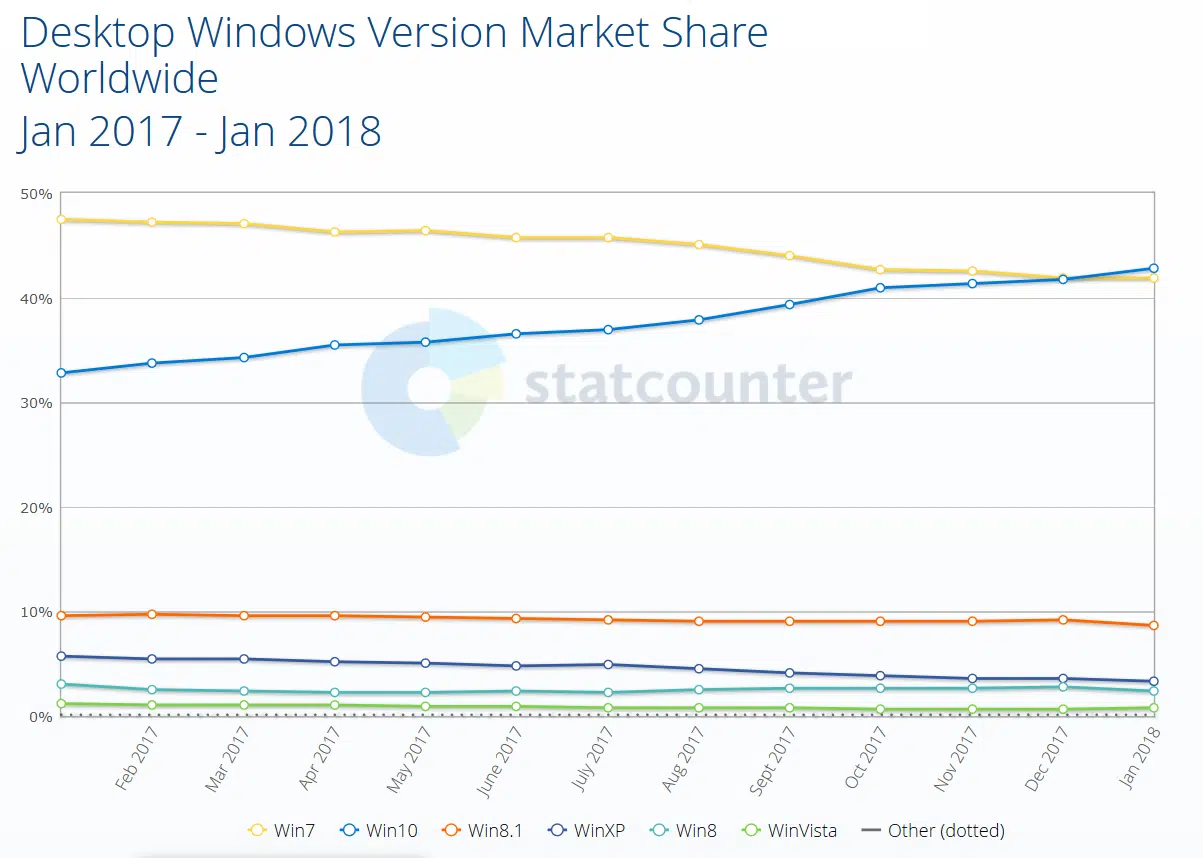 Desktop Windows Version Market Share
Worldwide
Jan 2017 - Jan 2018
50%
40%
30%
20%
10%
0%
statcounter
Feb 2017
Mar 2017
Apr 2017
May 2017
June 2017
July 2017
Aug 2017
Sept 2017
Oct 2017
Nov 2017
Dec 2017
Jan 2018
Win7 Win10 Win8.1 WinXP Win8 WinVista Other (dotted)